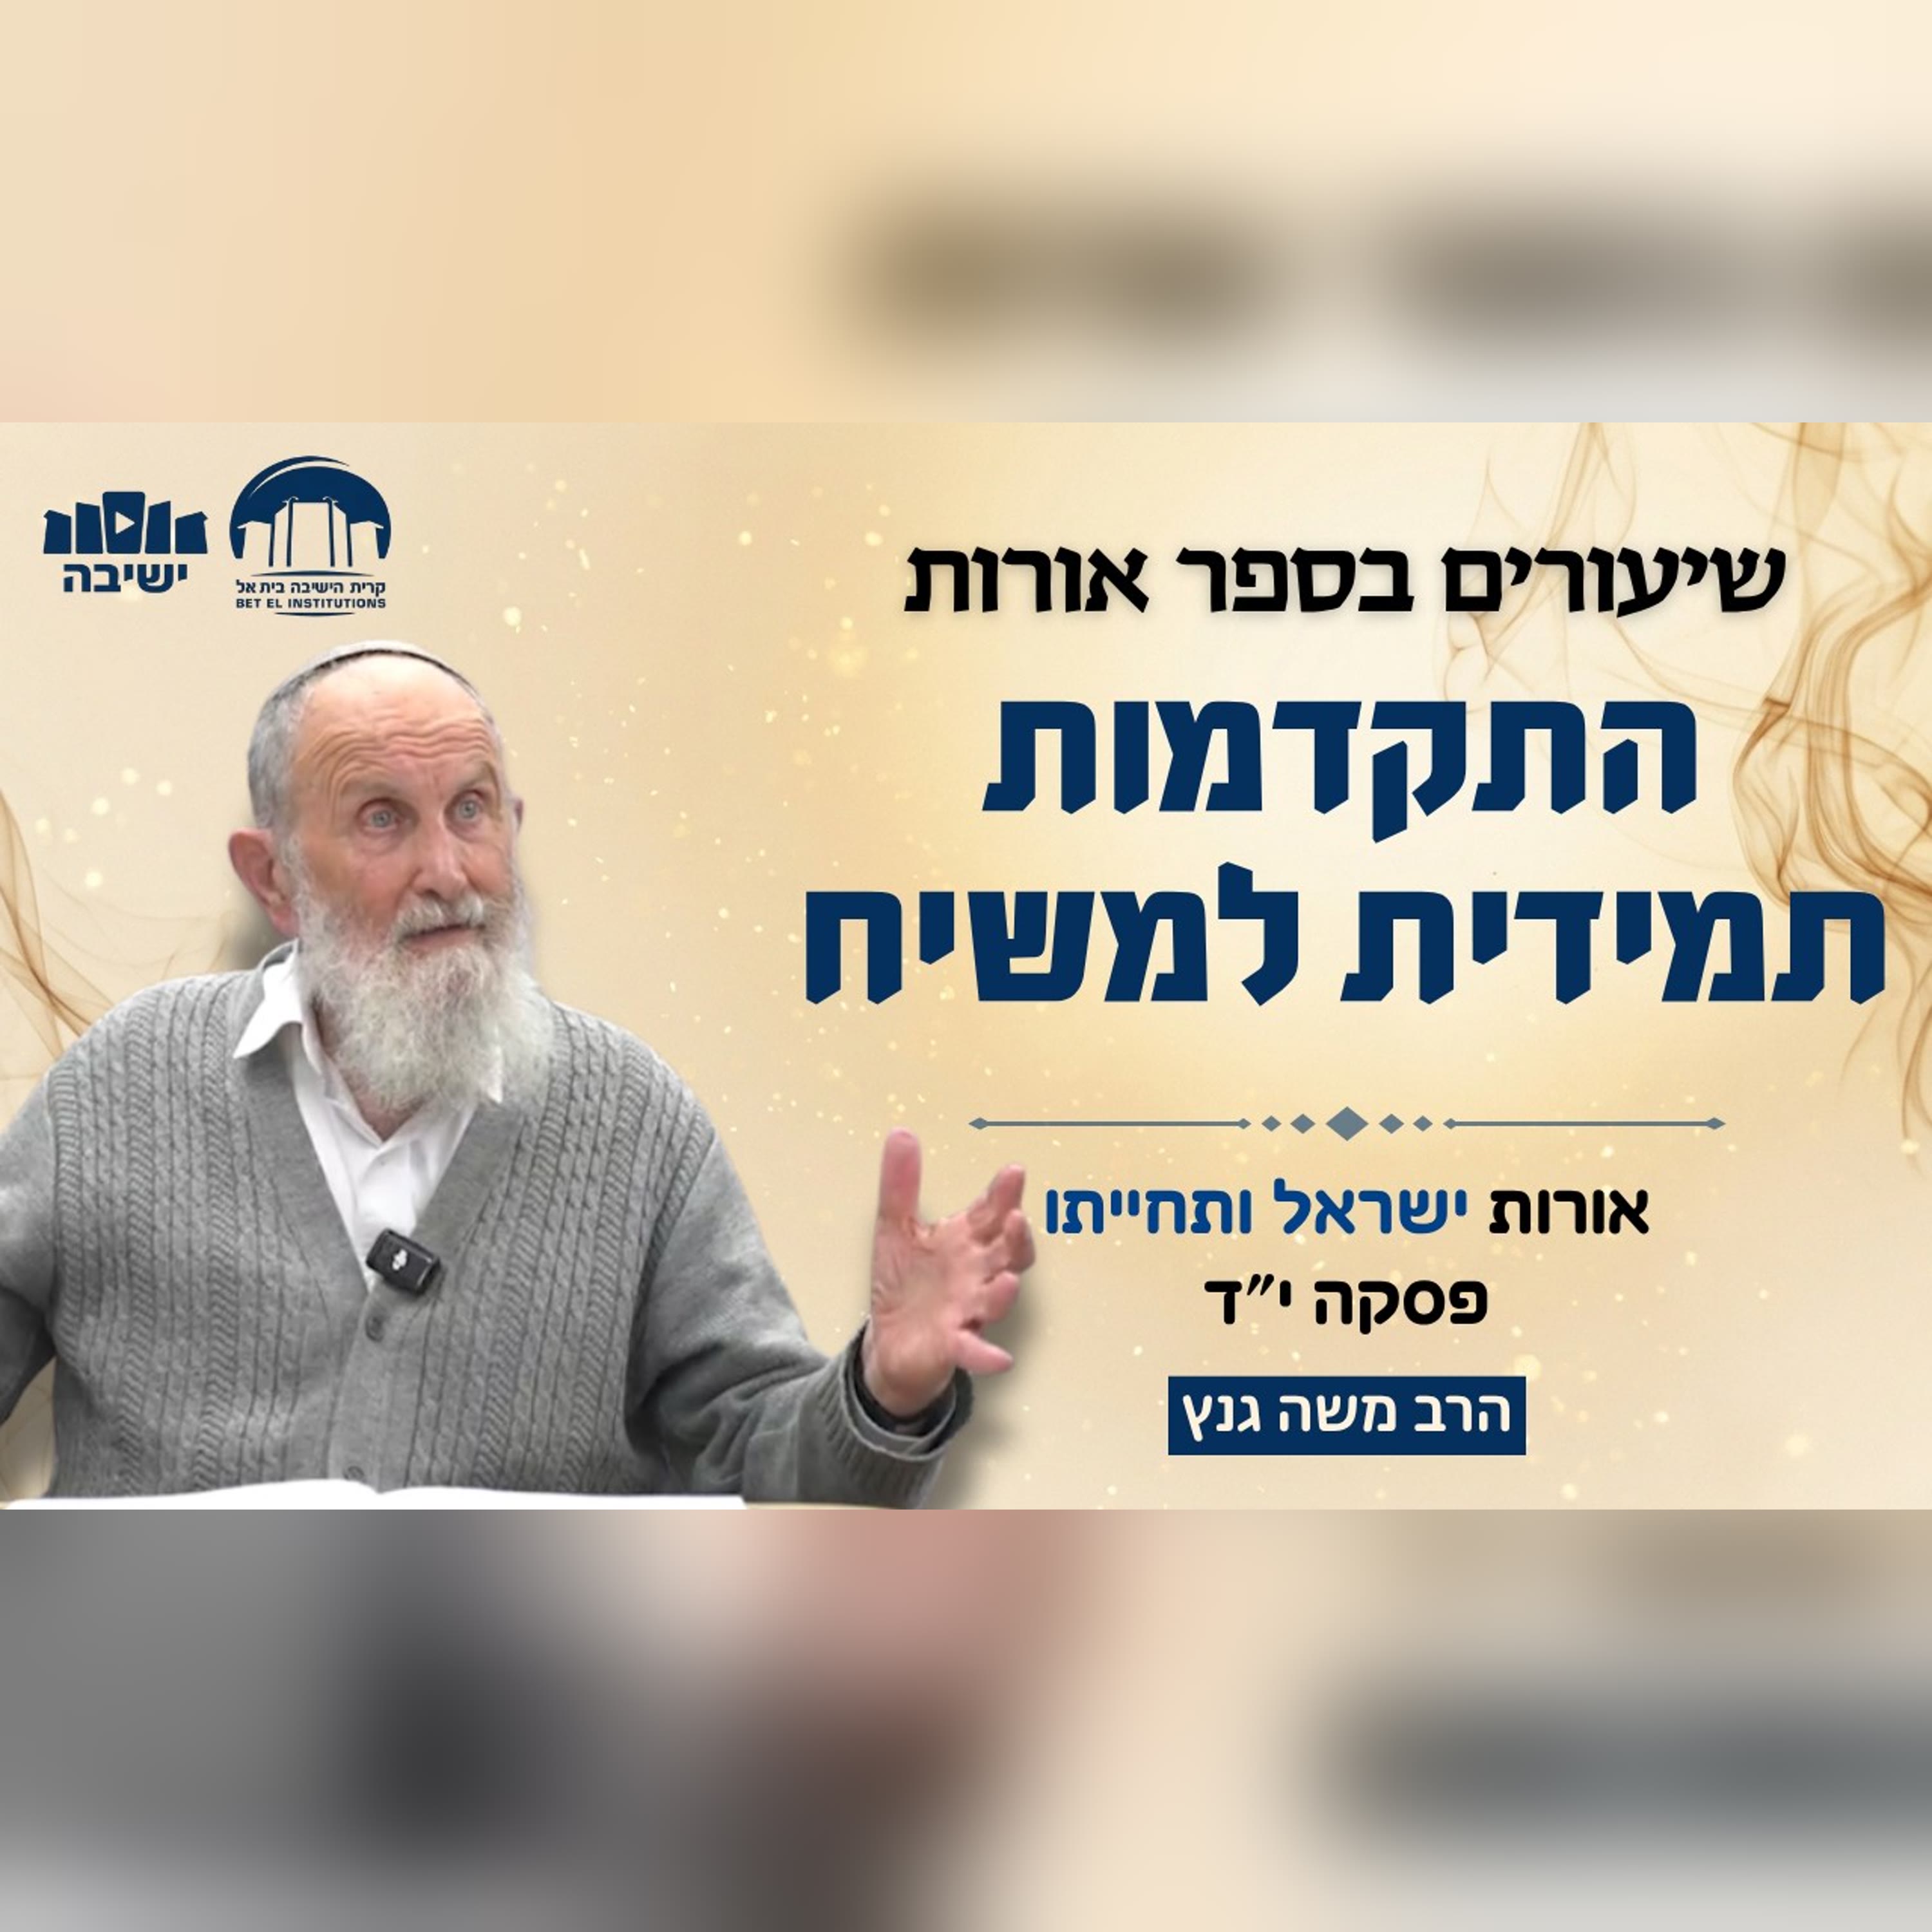 ישיבה
קרית הישיבה בית אל
BET EL INSTITUTIONS
שיעורים בספר אורות
התקדמות
תמידית למשיח
אורות ישראל ותחייתו
פסקה י״ד
הרב משה גנץ